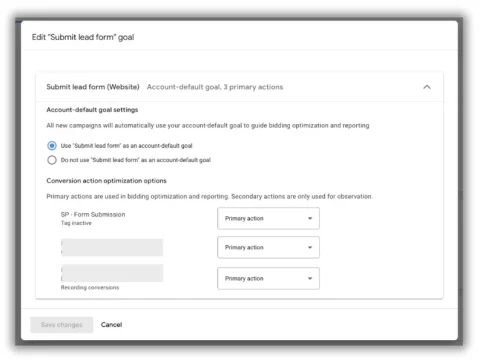 Edit "Submit lead form" goal
Submit lead form (Website) Account-default goal, 3 primary actions
Account-default goal settings
All new campaigns will automatically use your account-default goal to guide bidding optimization and reporting
Use "Submit lead form" as an account-default goal
Do not use "Submit lead form" as an account-default goal
Conversion action optimization options
Primary actions are used in bidding optimization and reporting. Secondary actions are only used for observation.
SP - Form Submission Primary action
Tag inactive
Primary action
Primary action
Recording conversions
Save changes Cancel